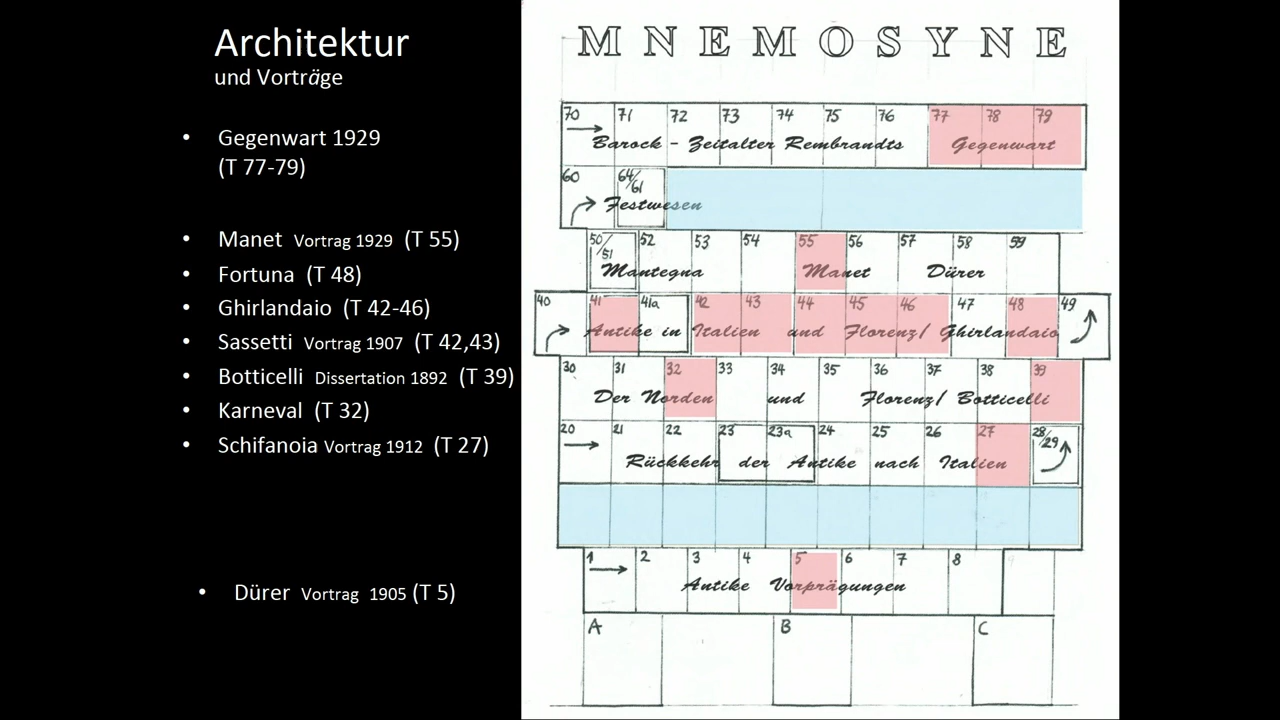 Architektur
und Vorträge
• Gegenwart 1929
(T 77-79)
• Manet Vortrag 1929 (T 55)
• Fortuna (T 48)
• Ghirlandaio (T 42-46)
• Sassetti Vortrag 1907 (T 42,43)
• Botticelli Dissertation 1892 (T 39)
• Karneval (T 32)
• Schifanoia Vortrag 1912 (T 27)
• Dürer Vortrag 1905 (T 5)
MNEMOSYNE
70 71 72 73 74 75 76 77 78 79
Barock - Zeitalter Rembrandts Gegenwart
60 64/61
Festwesen
50/51 52 53 54 55 56 57 58 59
Mantegna Manet Dürer
40 41 41a 42 43 44 45 46 47 48 49
Antike in Italien und Florenz/ Ghirlandaio
30 31 32 33 34 35 36 37 38 39
Der Norden und Florenz/ Botticelli
20 21 22 23 23a 24 25 26 27 28/29
Rückkehr der Antike nach Italien
1 2 3 4 5 6 7 8 9
Antike Vorprägungen
A B C